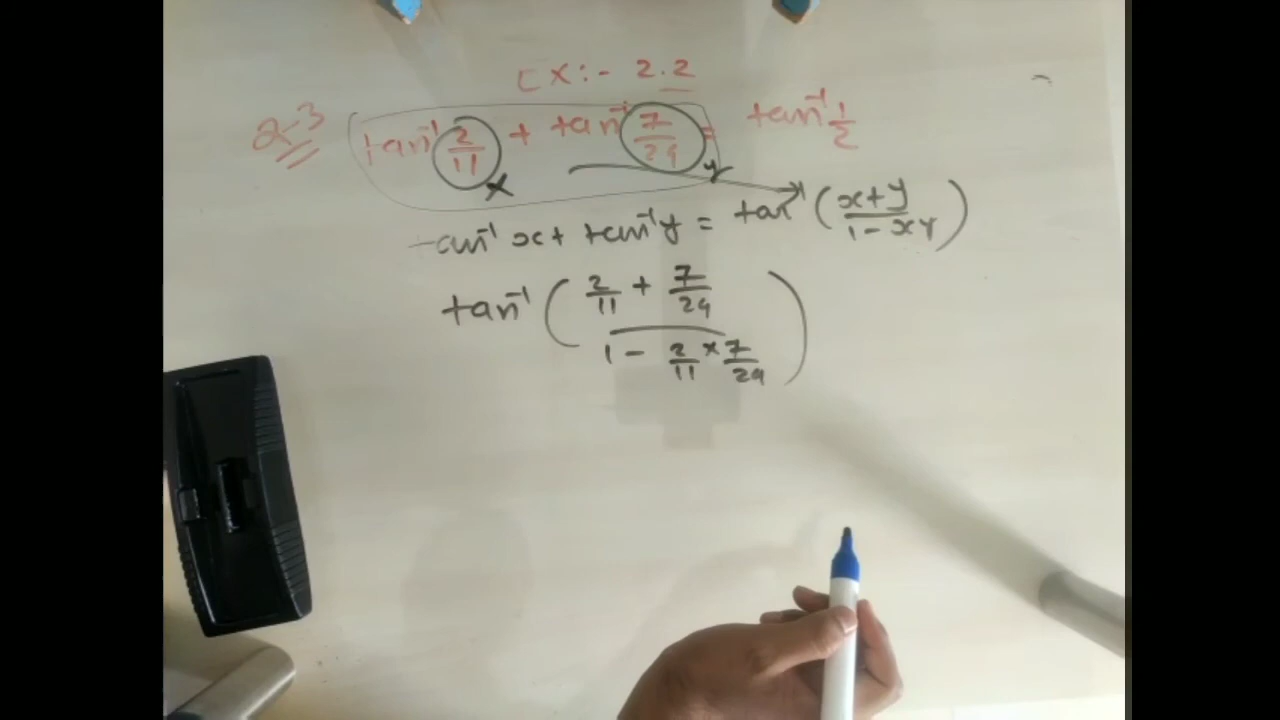 Ex:- 2.2
Q-3 tan⁻¹ 2/11 + tan⁻¹ 7/24 = tan⁻¹ 1/2
x y
tan⁻¹ x + tan⁻¹ y = tan⁻¹ ( x+y / 1-xy )
tan⁻¹ ( 2/11 + 7/24 / 1 - 2/11 × 7/24 )